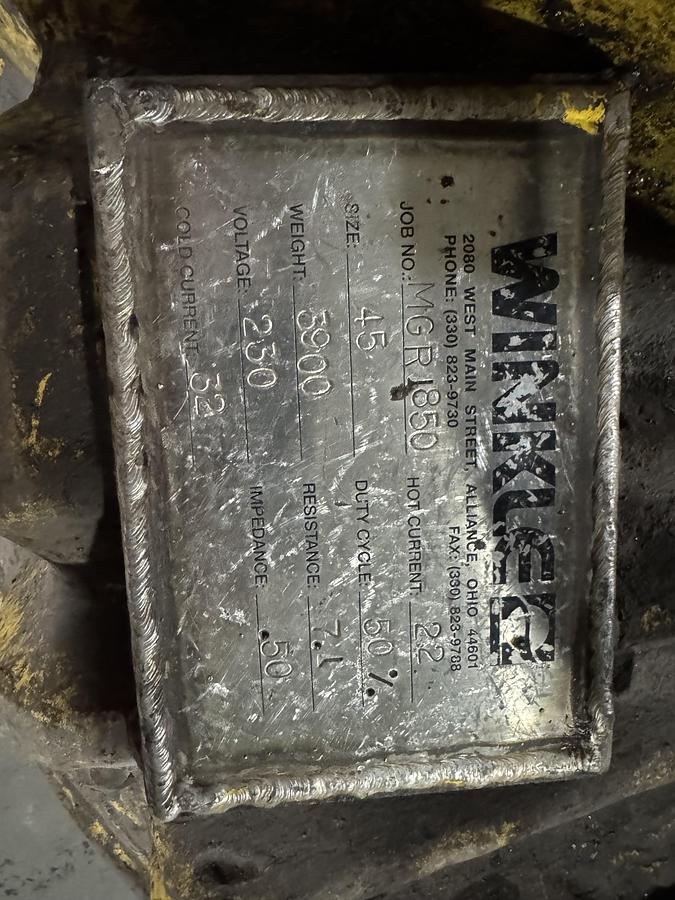 WINKLE
2080 WEST MAIN STREET, ALLIANCE, OHIO 44601
PHONE: (330) 823-9730 FAX: (330) 823-9788
JOB NO.: MGR1850 HOT CURRENT: 22
SIZE: 45 DUTY CYCLE: 50%
WEIGHT: 3900 RESISTANCE: 7.1
VOLTAGE: 230 IMPEDANCE: .50
COLD CURRENT: 32